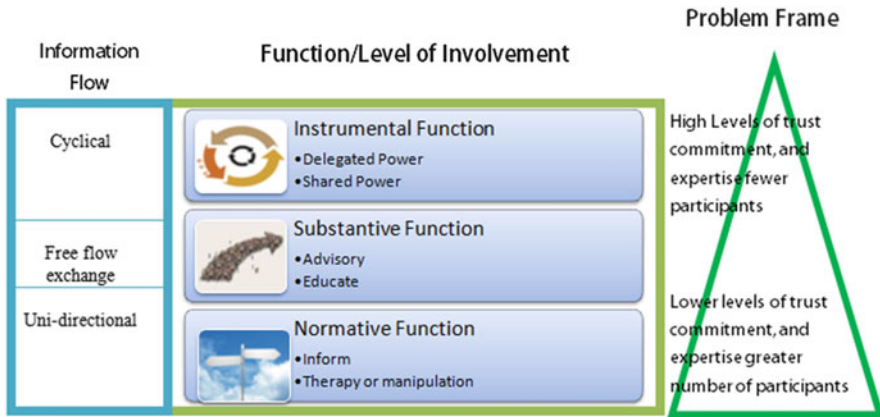 Information
Flow
Function/Level of Involvement
Problem Frame
Cyclical
Free flow
exchange
Uni-directional
Instrumental Function
•Delegated Power
•Shared Power
Substantive Function
•Advisory
•Educate
Normative Function
•Inform
•Therapy or manipulation
High Levels of trust
commitment, and
expertise fewer
participants
Lower levels of trust
commitment, and
expertise greater
number of participants